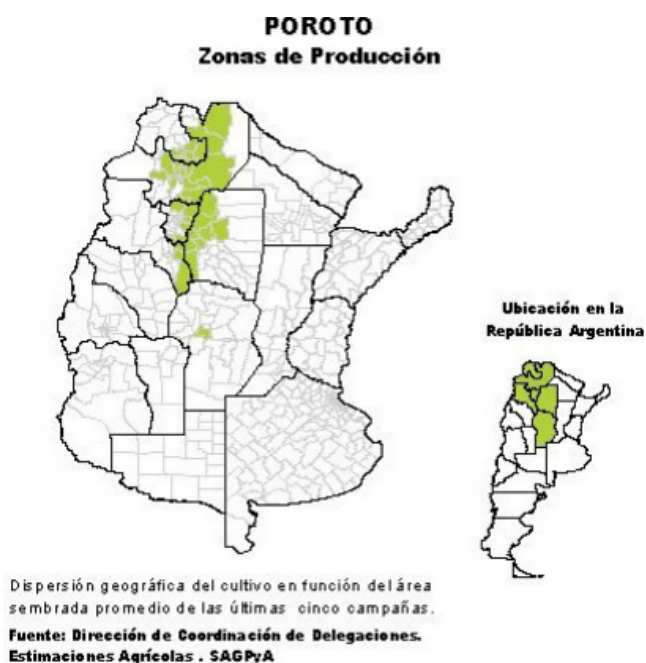 POROTO
Zonas de Producción
Ubicación en la
República Argentina
Dispersión geográfica del cultivo en función del área
sembrada promedio de las últimas cinco campañas.
Fuente: Dirección de Coordinación de Delegaciones.
Estimaciones Agrícolas . SAGPyA